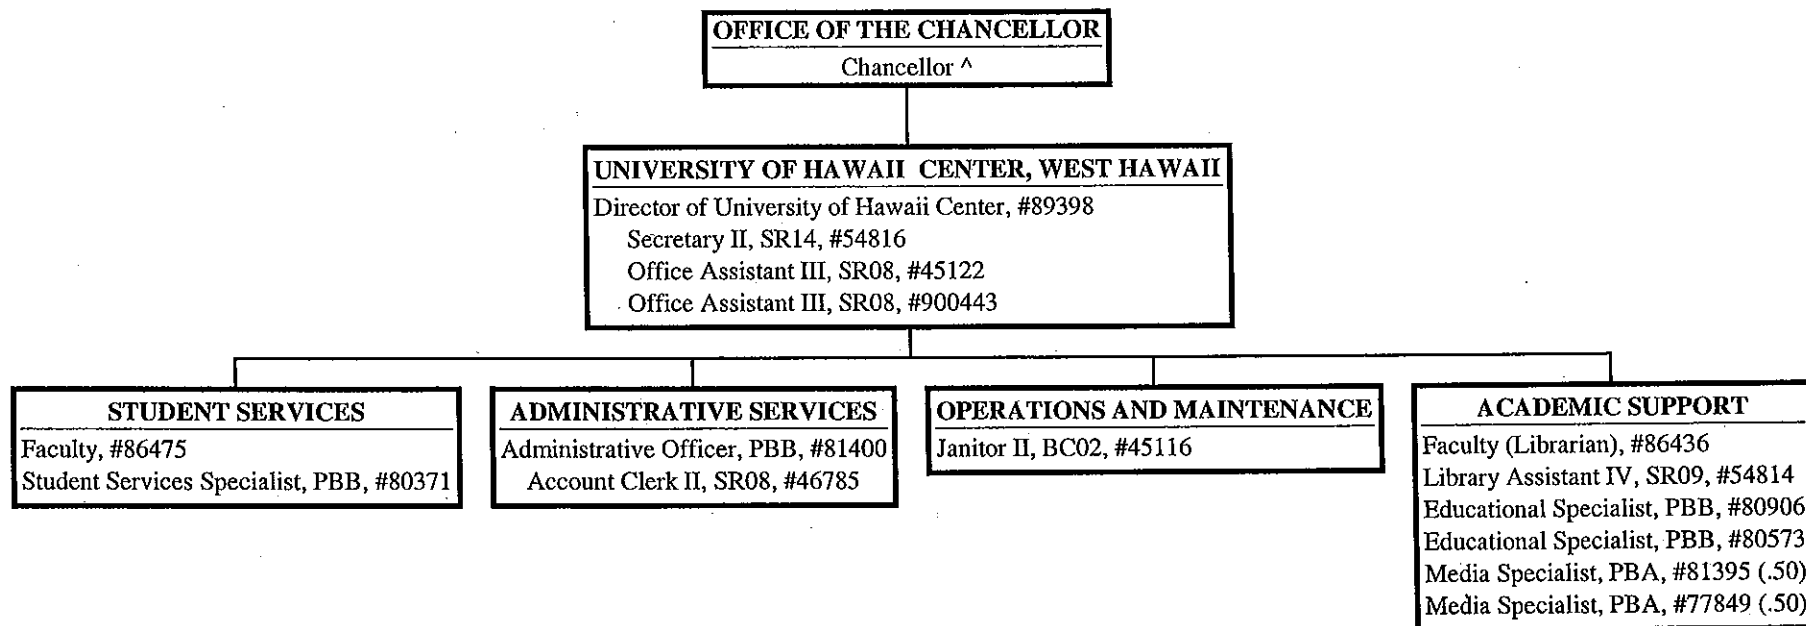 OFFICE OF THE CHANCELLOR
Chancellor ^
UNIVERSITY OF HAWAII CENTER, WEST HAWAII
Director of University of Hawaii Center, #89398
Secretary II, SR14, #54816
Office Assistant III, SR08, #45122
Office Assistant III, SR08, #900443
STUDENT SERVICES
Faculty, #86475
Student Services Specialist, PBB, #80371
ADMINISTRATIVE SERVICES
Administrative Officer, PBB, #81400
Account Clerk II, SR08, #46785
OPERATIONS AND MAINTENANCE
Janitor II, BC02, #45116
ACADEMIC SUPPORT
Faculty (Librarian), #86436
Library Assistant IV, SR09, #54814
Educational Specialist, PBB, #80906
Educational Specialist, PBB, #80573
Media Specialist, PBA, #81395 (.50)
Media Specialist, PBA, #77849 (.50)